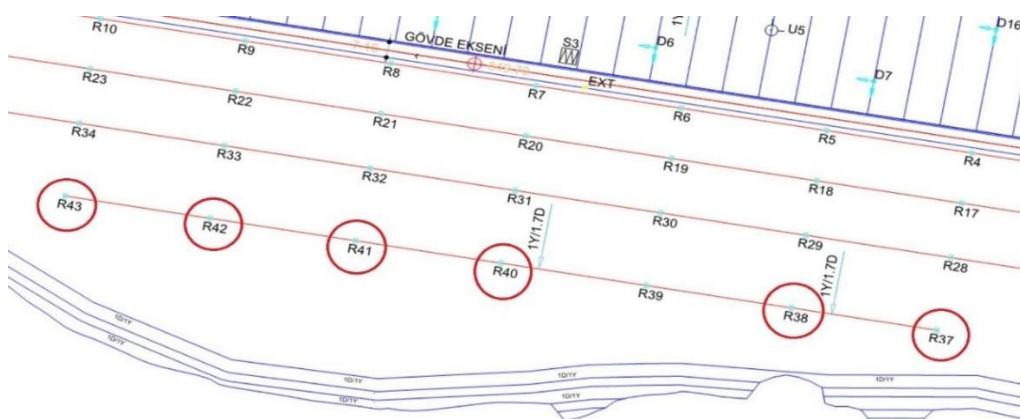 R10
R9
GÖVDE EKSENİ
S3
D6
U5
D16
R8
EXT
R7
D7
R6
R5
R4
R23
R22
R21
R20
R19
R18
R17
R34
R33
R32
R31
R30
R29
R28
R43
R42
R41
R40
1Y/1.7D
R39
R38
1Y/1.7D
R37
1D/1Y
1D/1Y
1D/1Y
1D/1Y
1D/1Y
1D/1Y